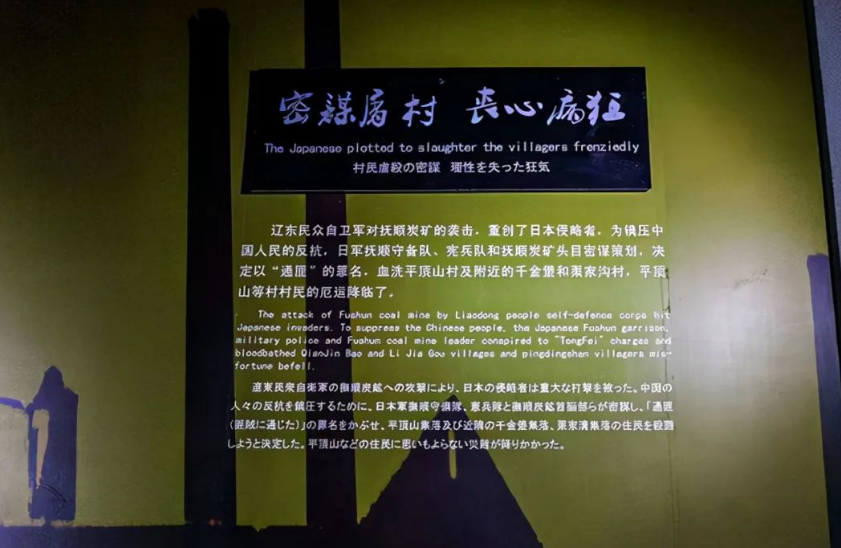 密谋屠村 丧心病狂
The Japanese plotted to slaughter the villagers frenziedly
村民虐殺の密謀 理性を失った狂気
辽东民众自卫军对抚顺炭矿的袭击，重创了日本侵略者，为镇压中
国人民的反抗，日军抚顺守备队、宪兵队和抚顺炭矿头目密谋策划，决
定以“通匪”的罪名，血洗平顶山村及附近的千金堡和栗家沟村，平顶
山等村村民的厄运降临了。
The attack of Fushun coal mine by Liaodong people self-defence corps hit
Japanese invaders. To suppress the Chinese people, the Japanese Fushun garrison,
military police and Fushun coal mine leader conspired to "TongFei" charges and
bloodbathed QianJin Bao and Li Jia Gou villages and pingdingshan villagers mis-
fortune befell.
遼東民衆自衛軍の撫順炭鉱への攻撃により、日本の侵略者は重大な打撃を被った。中国の
人々の反抗を鎮圧するために、日本軍撫順守備隊、憲兵隊と撫順炭鉱首脳部らが密謀し、「通匪
(匪賊に通じた)」の罪名をかぶせ、平頂山集落及び近隣の千金堡集落、栗家溝集落の住民を殺戮
しようと決定した。平頂山などの住民に思いもよらない災難が降りかかった。